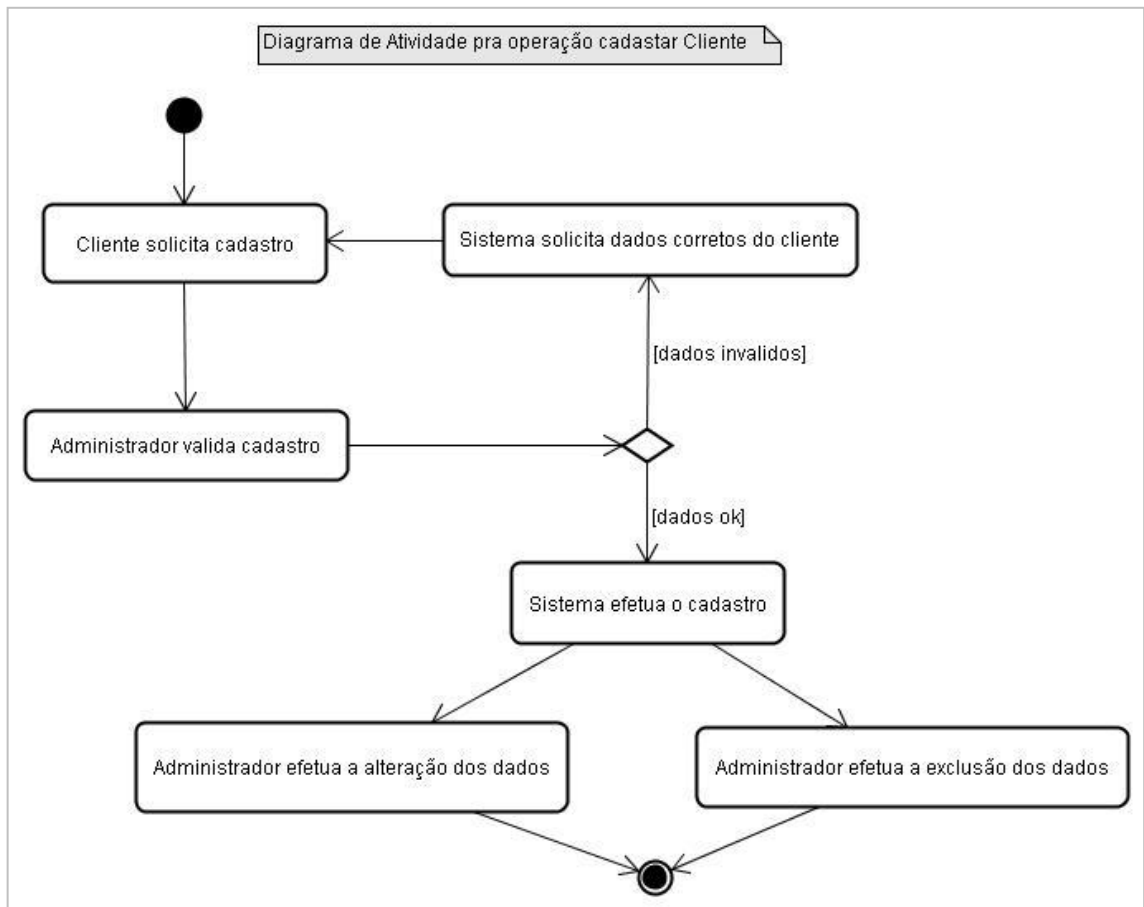 Diagrama de Atividade pra operação cadastar Cliente
Cliente solicita cadastro
Sistema solicita dados corretos do cliente
[dados invalidos]
Administrador valida cadastro
[dados ok]
Sistema efetua o cadastro
Administrador efetua a alteração dos dados
Administrador efetua a exclusão dos dados